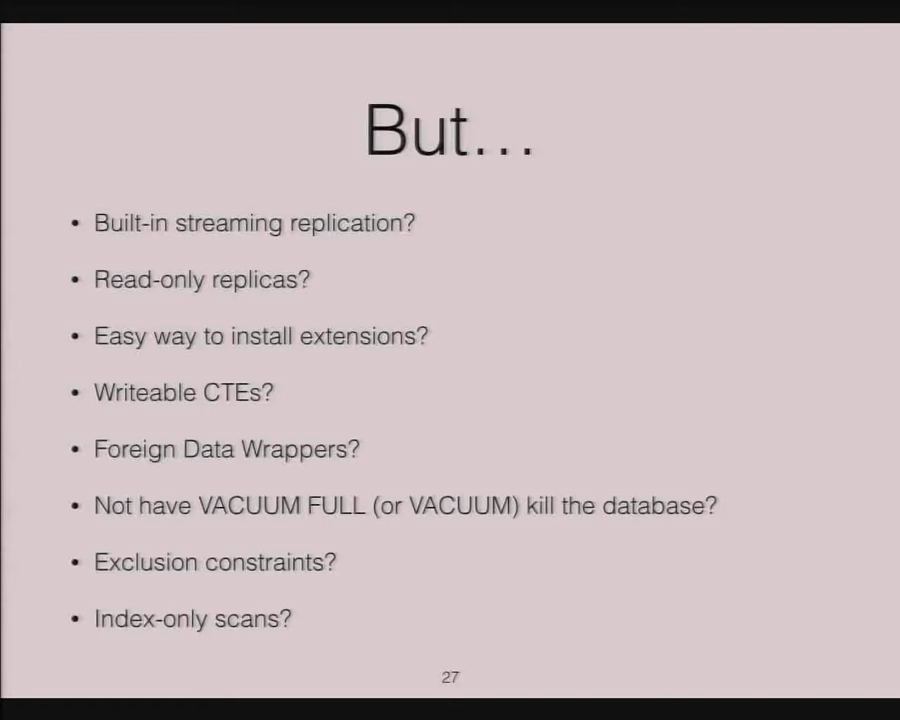 But…
• Built-in streaming replication?
• Read-only replicas?
• Easy way to install extensions?
• Writeable CTEs?
• Foreign Data Wrappers?
• Not have VACUUM FULL (or VACUUM) kill the database?
• Exclusion constraints?
• Index-only scans?
27